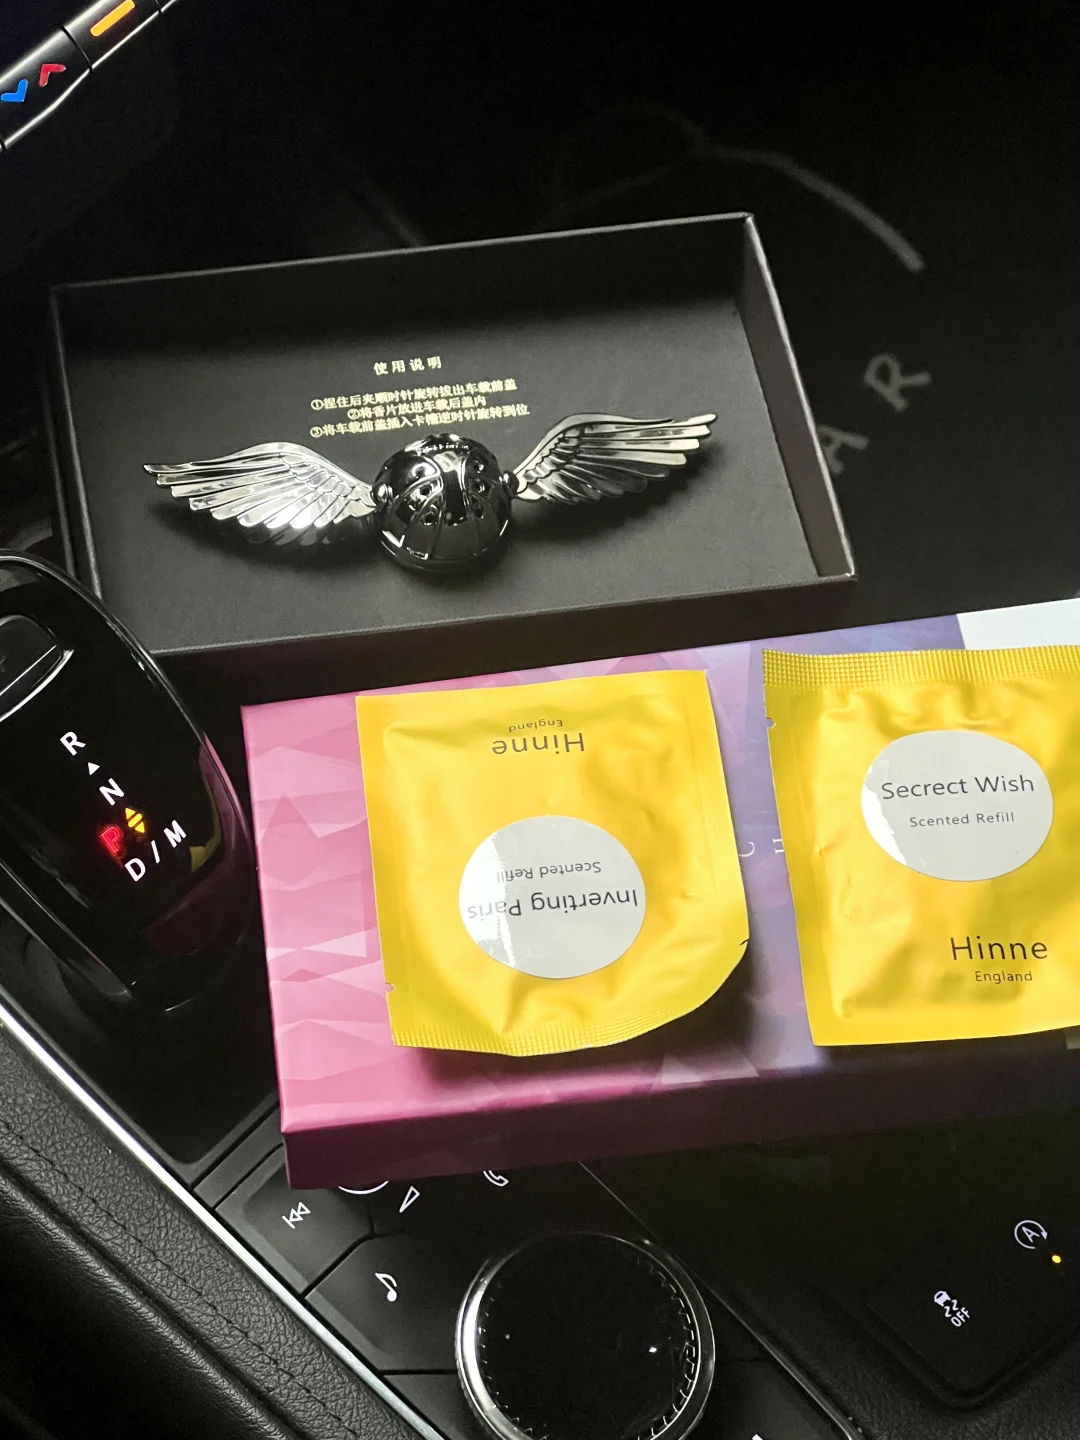 使用说明
①捏住后夹顺时针旋转拔出车载前盖
②将香片放进车载后盖内
③将车载前盖插入卡槽逆时针旋转到位
A R
R
N
P
D / M
Hinne
England
Inverting Paris
Scented Refill
Secrect Wish
Scented Refill
Hinne
England
A
OFF